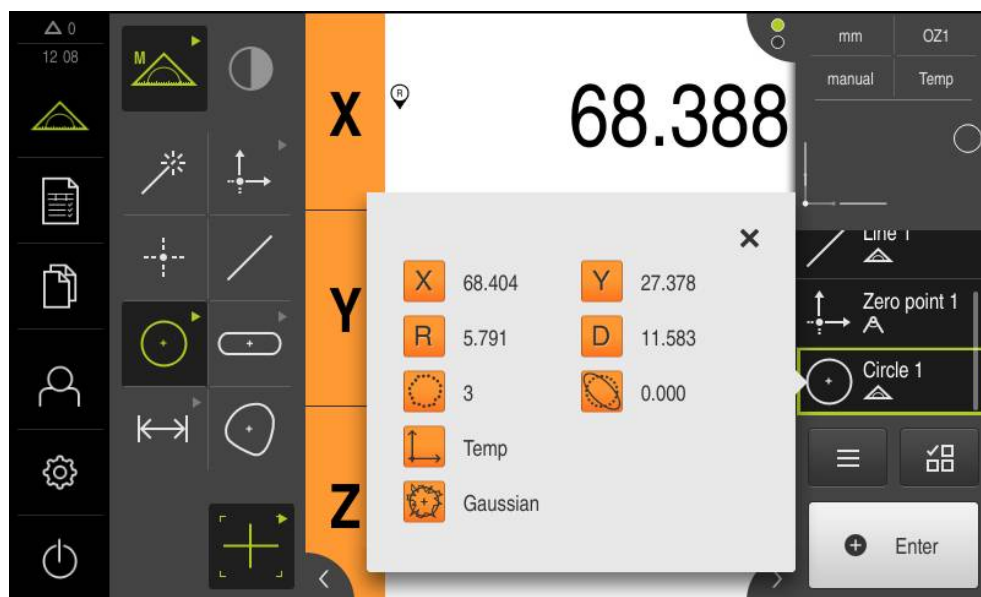 0
12 08
M
X
R
68.388
Y
Z
X
68.404
Y
27.378
R
5.791
D
11.583
3
0.000
Temp
Gaussian
mm
OZ1
manual
Temp
Line 1
Zero point 1
Circle 1
Enter